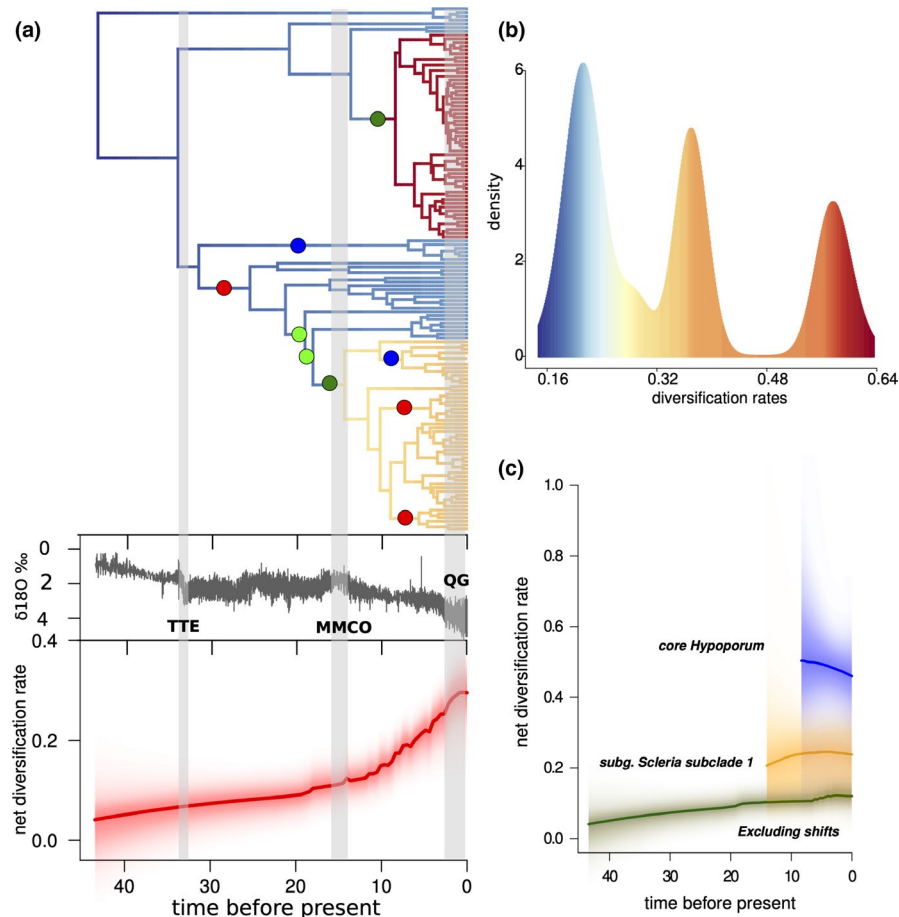 (a)
0
2
4
δ18O ‰
TTE
MMCO
QG
0.4
0.2
0.0
net diversification rate
40 30 20 10 0
time before present
(b)
6
4
2
0
density
0.16 0.32 0.48 0.64
diversification rates
(c)
1.0
0.8
0.6
0.4
0.2
0.0
net diversification rate
core Hypoporum
subg. Scleria subclade 1
Excluding shifts
40 30 20 10 0
time before present